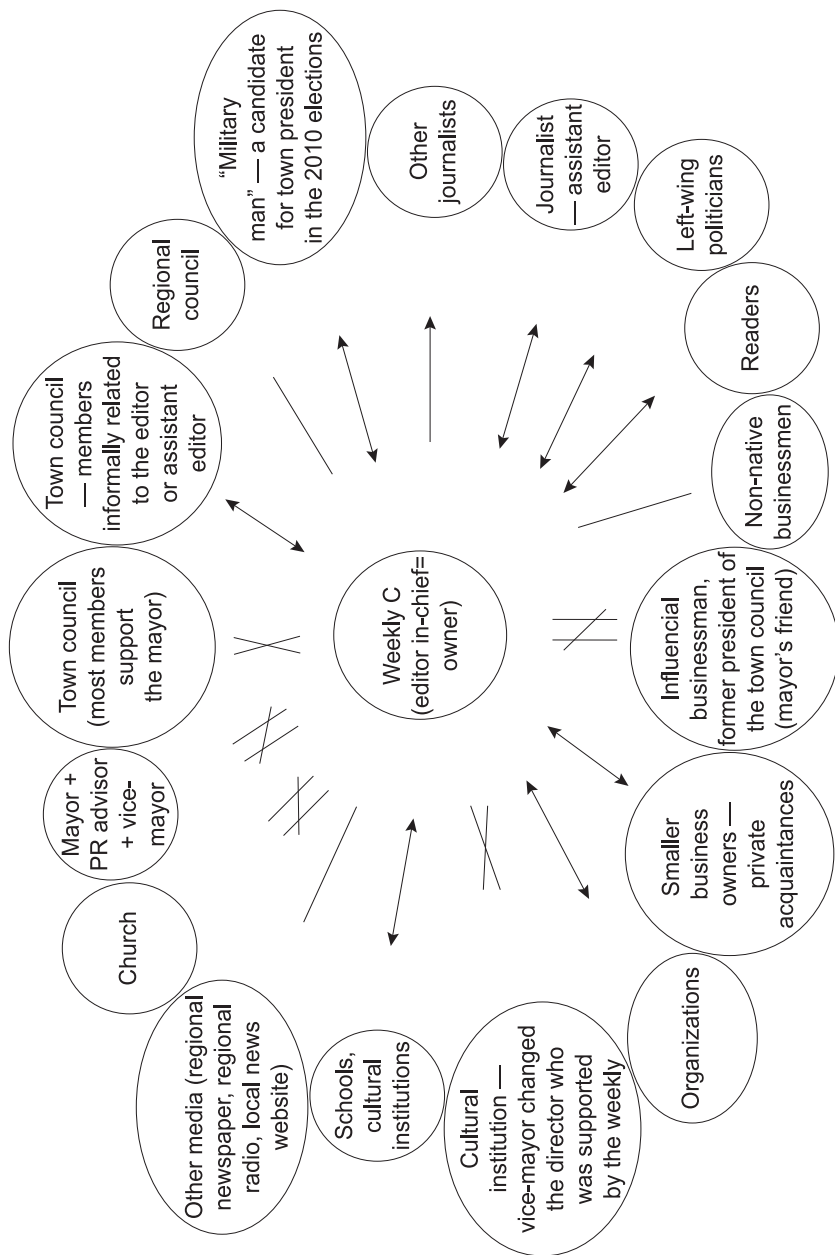 Weekly C
(editor in-chief=
owner)
Town council
(most members
support
the mayor)
Town council
— members
informally related
to the editor
or assistant
editor
Regional
council
“Military
man” — a candidate
for town president
in the 2010 elections
Other
journalists
Journalist
— assistant
editor
Left-wing
politicians
Readers
Non-native
businessmen
Influential
businessman,
former president of
the town council
(mayor’s friend)
Smaller
business
owners —
private
acquaintances
Organizations
Cultural
institution —
vice-mayor changed
the director who
was supported
by the weekly
Schools,
cultural
institutions
Other media (regional
newspaper, regional
radio, local news
website)
Church
Mayor +
PR advisor
+ vice-
mayor